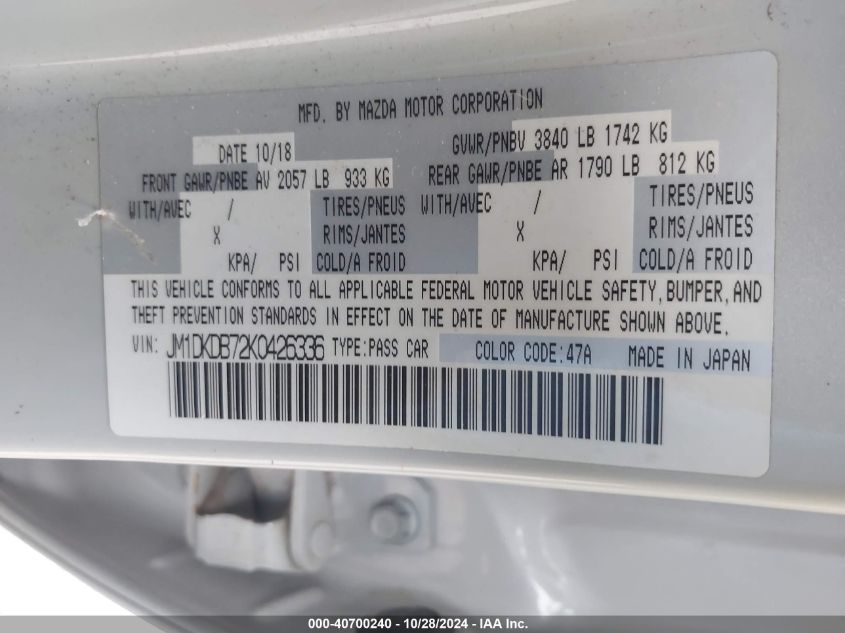 MFD. BY MAZDA MOTOR CORPORATION
DATE 10/18 GVWR/PNBV 3840 LB 1742 KG
FRONT GAWR/PNBE AV 2057 LB 933 KG REAR GAWR/PNBE AR 1790 LB 812 KG
WITH/AVEC / TIRES/PNEUS WITH/AVEC / TIRES/PNEUS
X RIMS/JANTES X RIMS/JANTES
KPA/ PSI COLD/A FROID KPA/ PSI COLD/A FROID
THIS VEHICLE CONFORMS TO ALL APPLICABLE FEDERAL MOTOR VEHICLE SAFETY, BUMPER, AND
THEFT PREVENTION STANDARDS IN EFFECT ON THE DATE OF MANUFACTURE SHOWN ABOVE.
VIN: JM1DKDB72K0426336 TYPE:PASS CAR COLOR CODE:47A MADE IN JAPAN
000-40700240 - 10/28/2024 - IAA Inc.